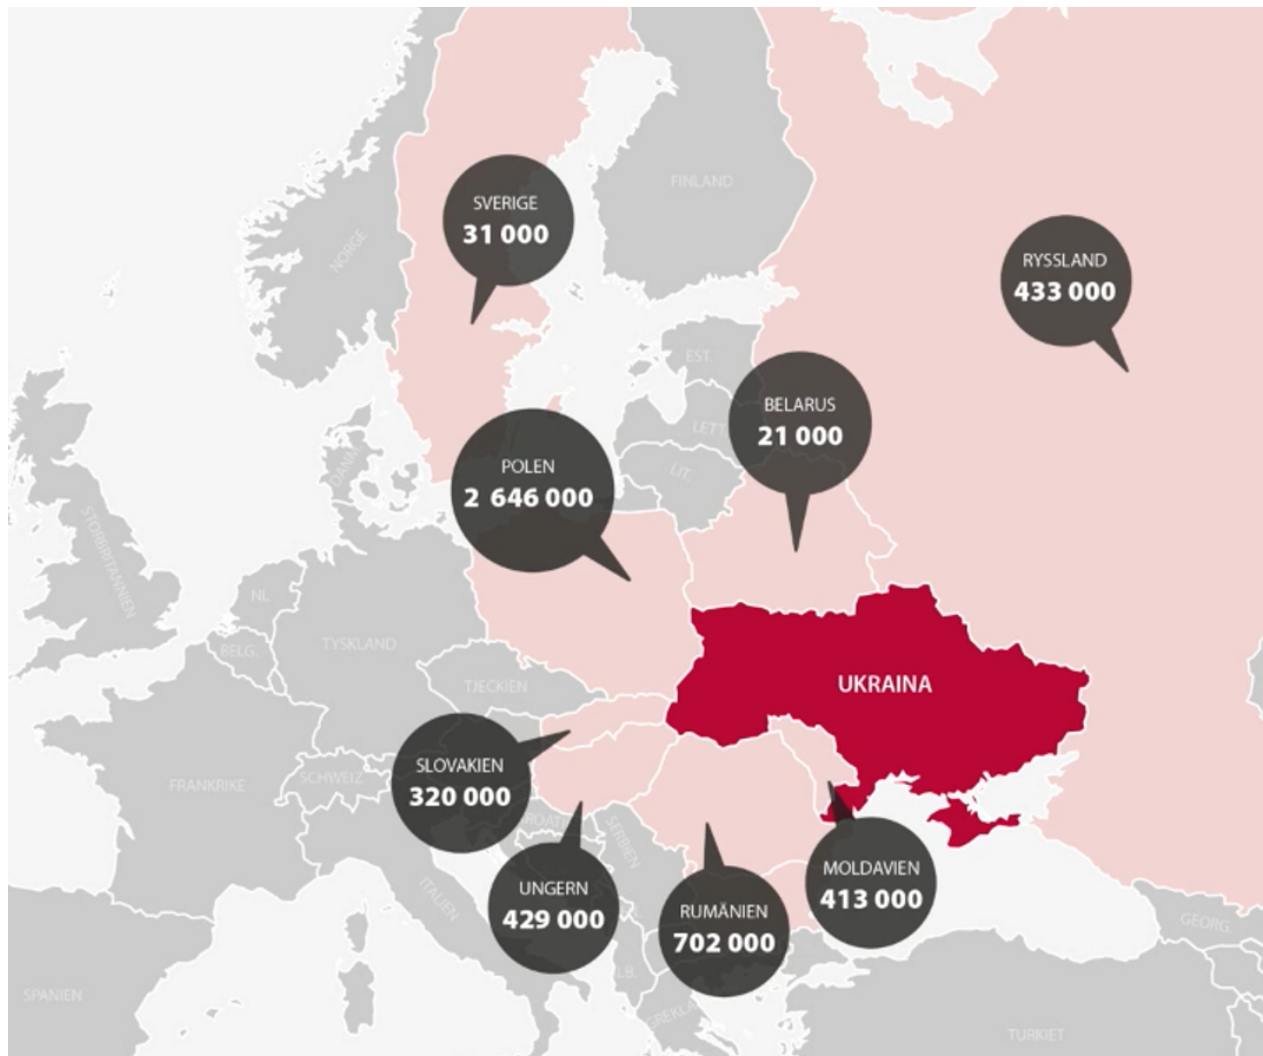 FINLAND
SVERIGE
31 000
NORGE
RYSSLAND
433 000
EST.
BELARUS
21 000
LETT.
LIT.
DANM.
POLEN
2 646 000
STORBRITANNIEN
NL
BELG.
TYSKLAND
TJECKIEN
UKRAINA
SLOVAKIEN
320 000
FRANKRIKE
SCHWEIZ
SERBIEN
UNGERN
429 000
ITALIEN
RUMÄNIEN
702 000
MOLDAVIEN
413 000
GEORG.
SPANIEN
TURKIET